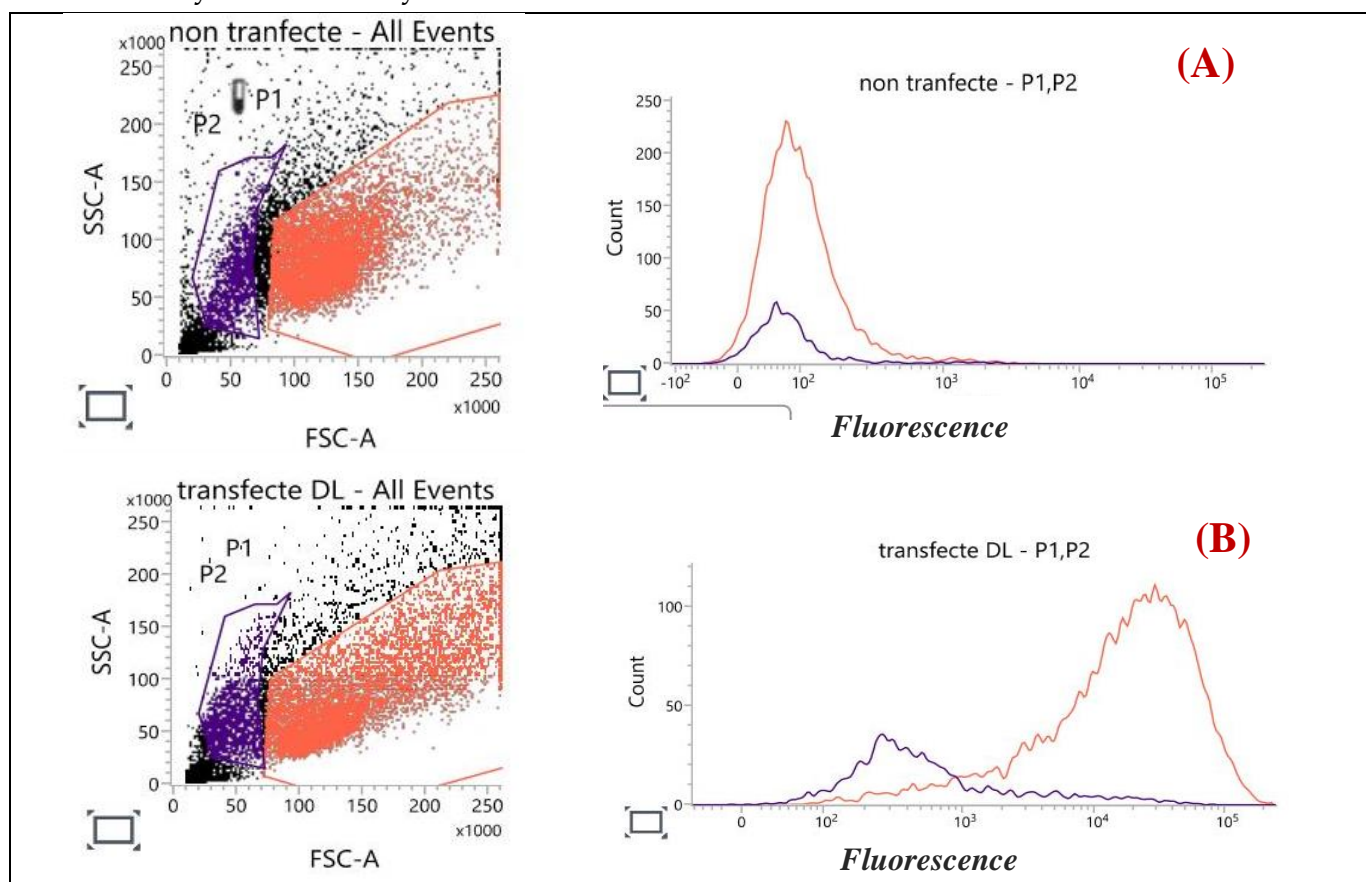 non tranfecte - All Events
x1000
250
200
150
100
50
0
SSC-A
P1
P2
0 50 100 150 200 250
x1000
FSC-A
(A)
non tranfecte - P1,P2
250
200
150
100
50
0
Count
-10² 0 10² 10³ 10⁴ 10⁵
Fluorescence
transfecte DL - All Events
x1000
250
200
150
100
50
0
SSC-A
P1
P2
0 50 100 150 200 250
x1000
FSC-A
(B)
transfecte DL - P1,P2
100
50
0
Count
0 10² 10³ 10⁴ 10⁵
Fluorescence